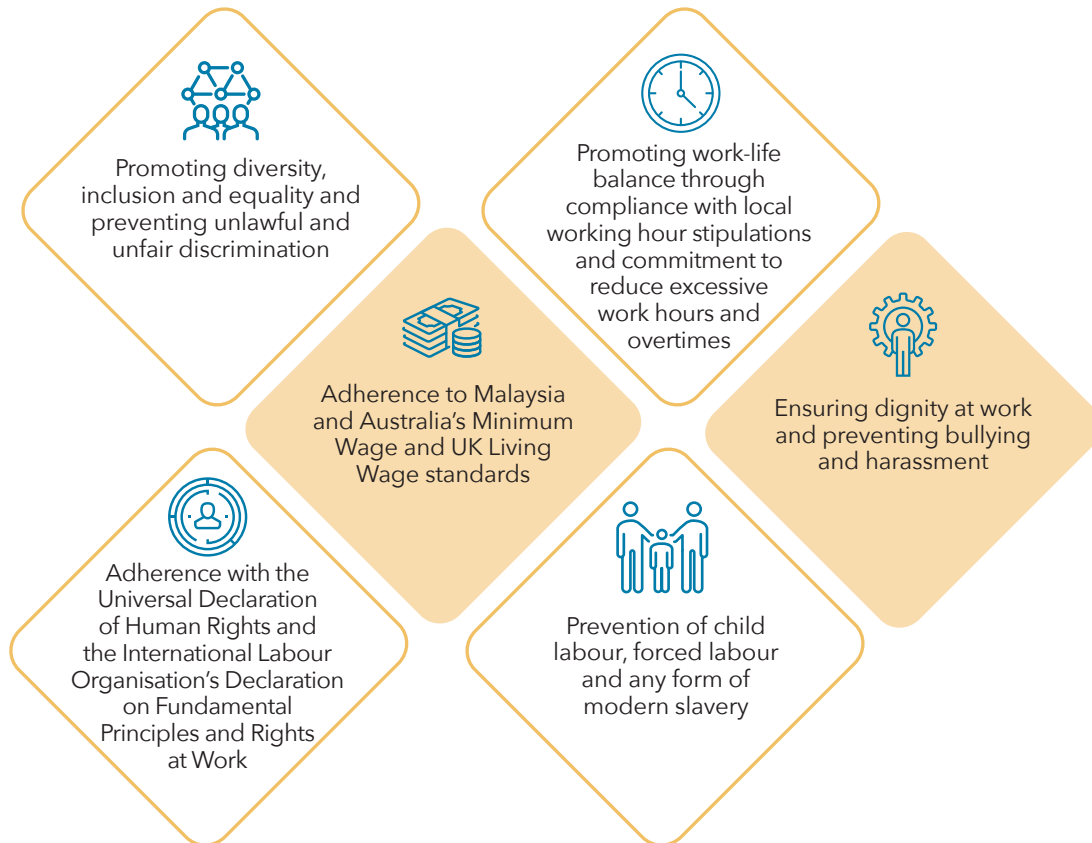 Promoting diversity,
inclusion and equality and
preventing unlawful and
unfair discrimination
Promoting work-life
balance through
compliance with local
working hour stipulations
and commitment to
reduce excessive
work hours and
overtimes
Adherence to Malaysia
and Australia’s Minimum
Wage and UK Living
Wage standards
Ensuring dignity at work
and preventing bullying
and harassment
Adherence with the
Universal Declaration
of Human Rights and
the International Labour
Organisation’s Declaration
on Fundamental
Principles and Rights
at Work
Prevention of child
labour, forced labour
and any form of
modern slavery